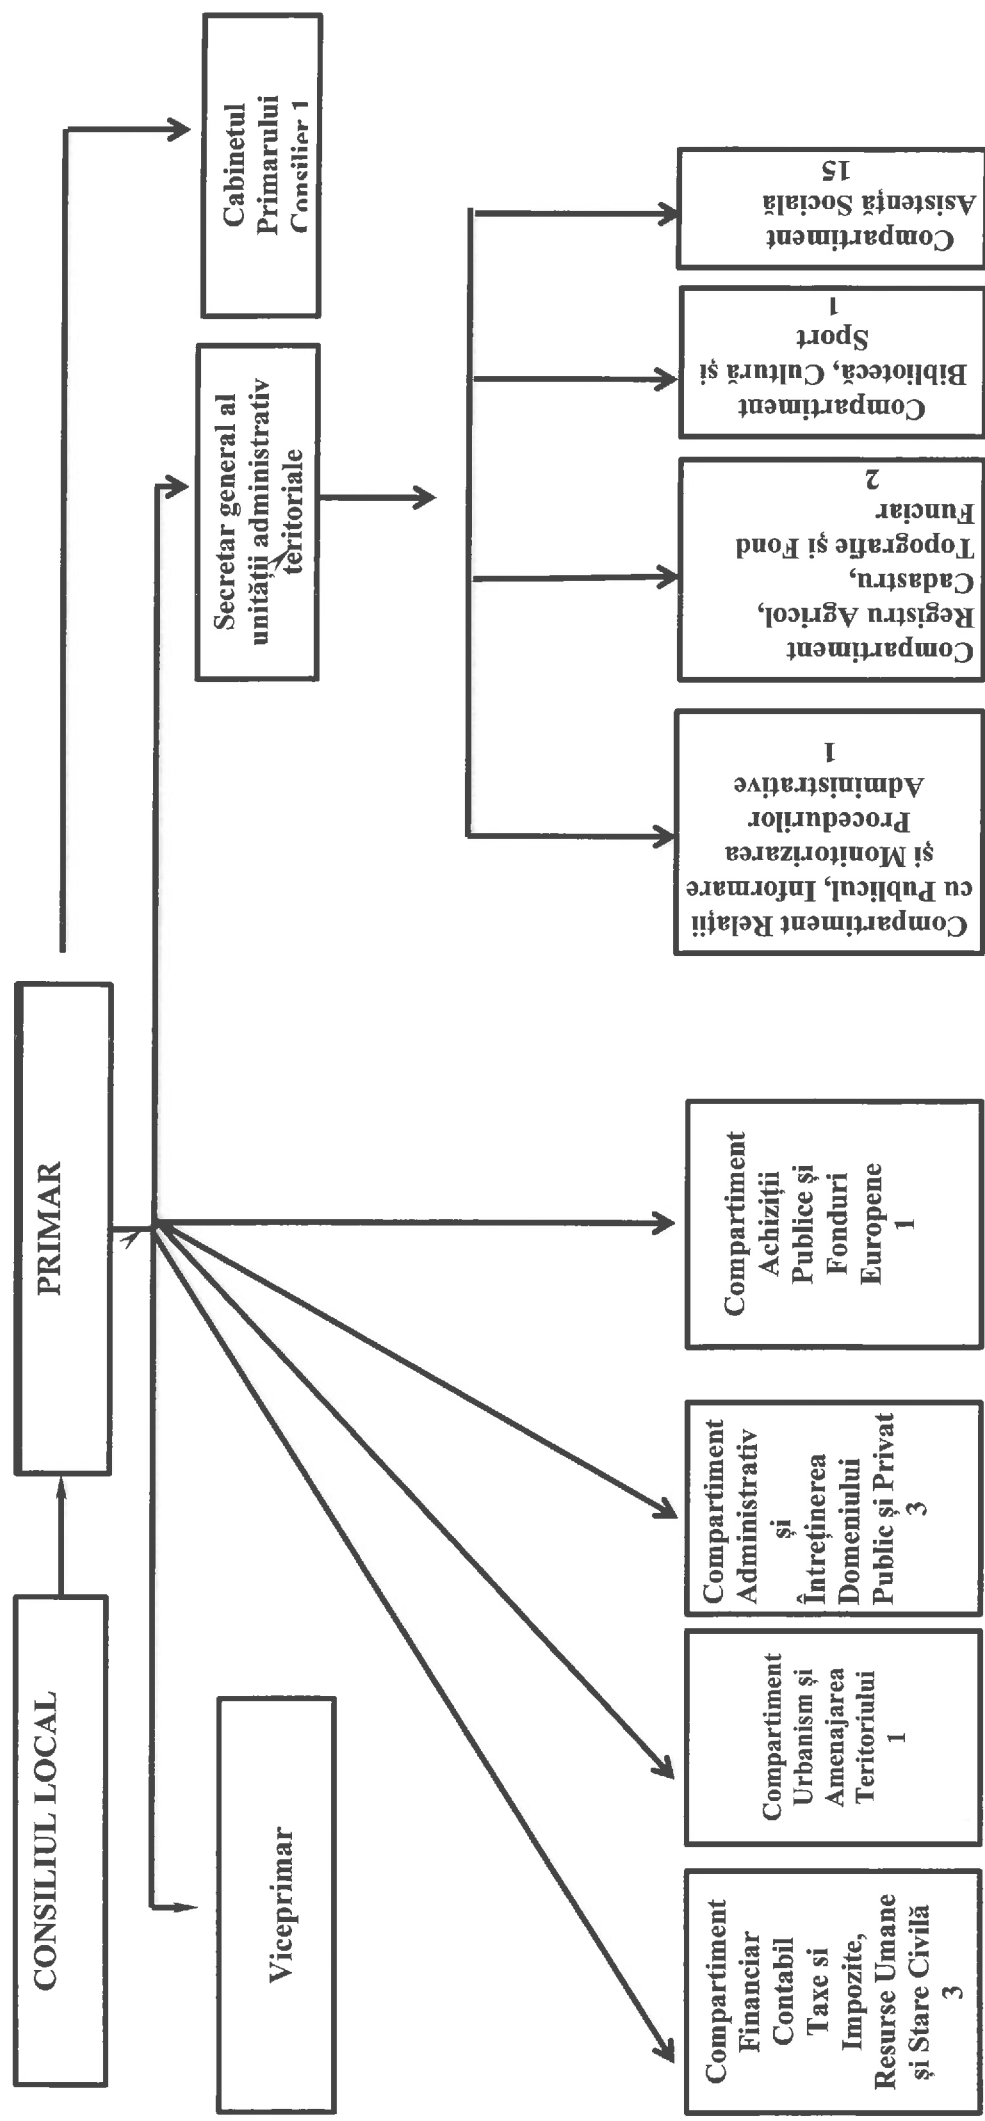 CONSILIUL LOCAL
PRIMAR
Viceprimar
Secretar general al
unității administrativ
teritoriale
Cabinetul
Primarului
Consilier 1
Compartiment
Financiar
Contabil
Taxe si
Impozite,
Resurse Umane
și Stare Civilă
3
Compartiment
Urbanism și
Amenajarea
Teritoriului
1
Compartiment
Administrativ
și
Întreținerea
Domeniului
Public și Privat
3
Compartiment
Achiziții
Publice și
Fonduri
Europene
1
Compartiment Relații
cu Publicul, Informare
și Monitorizarea
Procedurilor
Administrative
1
Compartiment
Registru Agricol,
Cadastru,
Topografie și Fond
Funciar
2
Compartiment
Bibliotecă, Cultură și
Sport
1
Compartiment
Asistență Socială
15